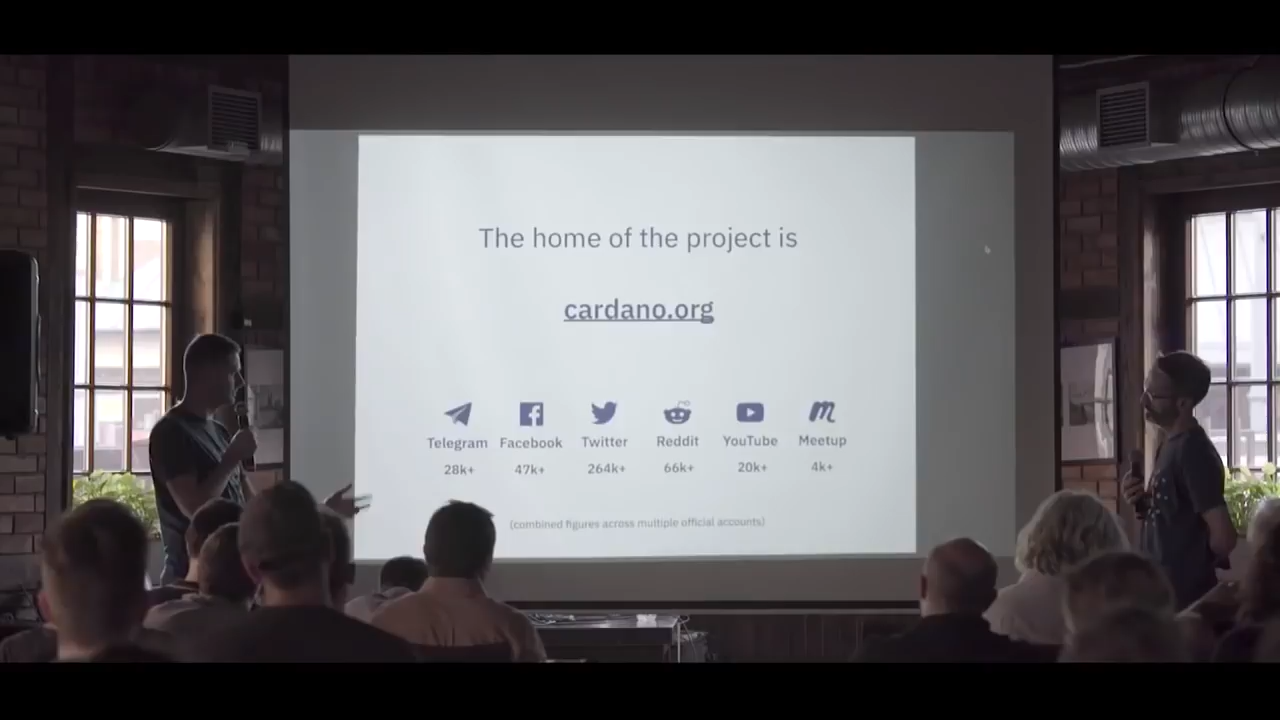 The home of the project is
cardano.org
Telegram Facebook Twitter Reddit YouTube Meetup
28k+ 47k+ 264k+ 66k+ 20k+ 4k+
(combined figures across multiple official accounts)